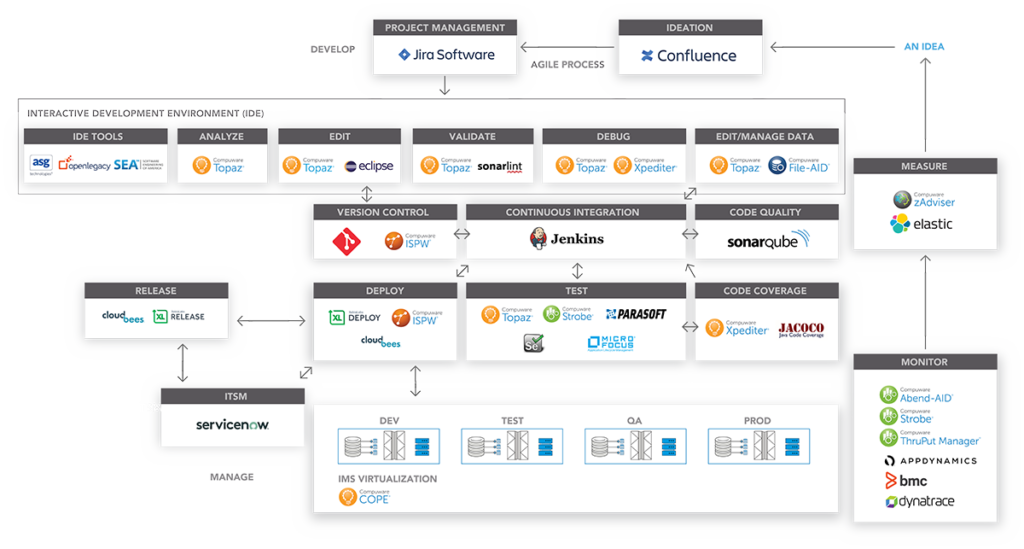 PROJECT MANAGEMENT
Jira Software
IDEATION
Confluence
AN IDEA
DEVELOP
AGILE PROCESS
INTERACTIVE DEVELOPMENT ENVIRONMENT (IDE)
IDE TOOLS
asg
technologies
openlegacy
SEA
SOFTWARE
ENGINEERING
OF AMERICA
ANALYZE
Compuware
Topaz
EDIT
Compuware
Topaz
eclipse
VALIDATE
Compuware
Topaz
sonarlint
DEBUG
Compuware
Topaz
Compuware
Xpediter
EDIT/MANAGE DATA
Compuware
Topaz
Compuware
File-AID
MEASURE
Compuware
zAdviser
elastic
VERSION CONTROL
Compuware
ISPW
CONTINUOUS INTEGRATION
Jenkins
CODE QUALITY
sonarqube
RELEASE
cloudbees
XL
RELEASE
DEPLOY
XL
DEPLOY
Compuware
ISPW
cloudbees
TEST
Compuware
Topaz
Compuware
Strobe
PARASOFT
Se
MICRO
FOCUS
CODE COVERAGE
Compuware
Xpediter
JACOCO
Java Code Coverage
ITSM
servicenow
MANAGE
DEV
TEST
QA
PROD
IMS VIRTUALIZATION
Compuware
COPE
MONITOR
Compuware
Abend-AID
Compuware
Strobe
Compuware
ThruPut Manager
APPDYNAMICS
bmc
dynatrace